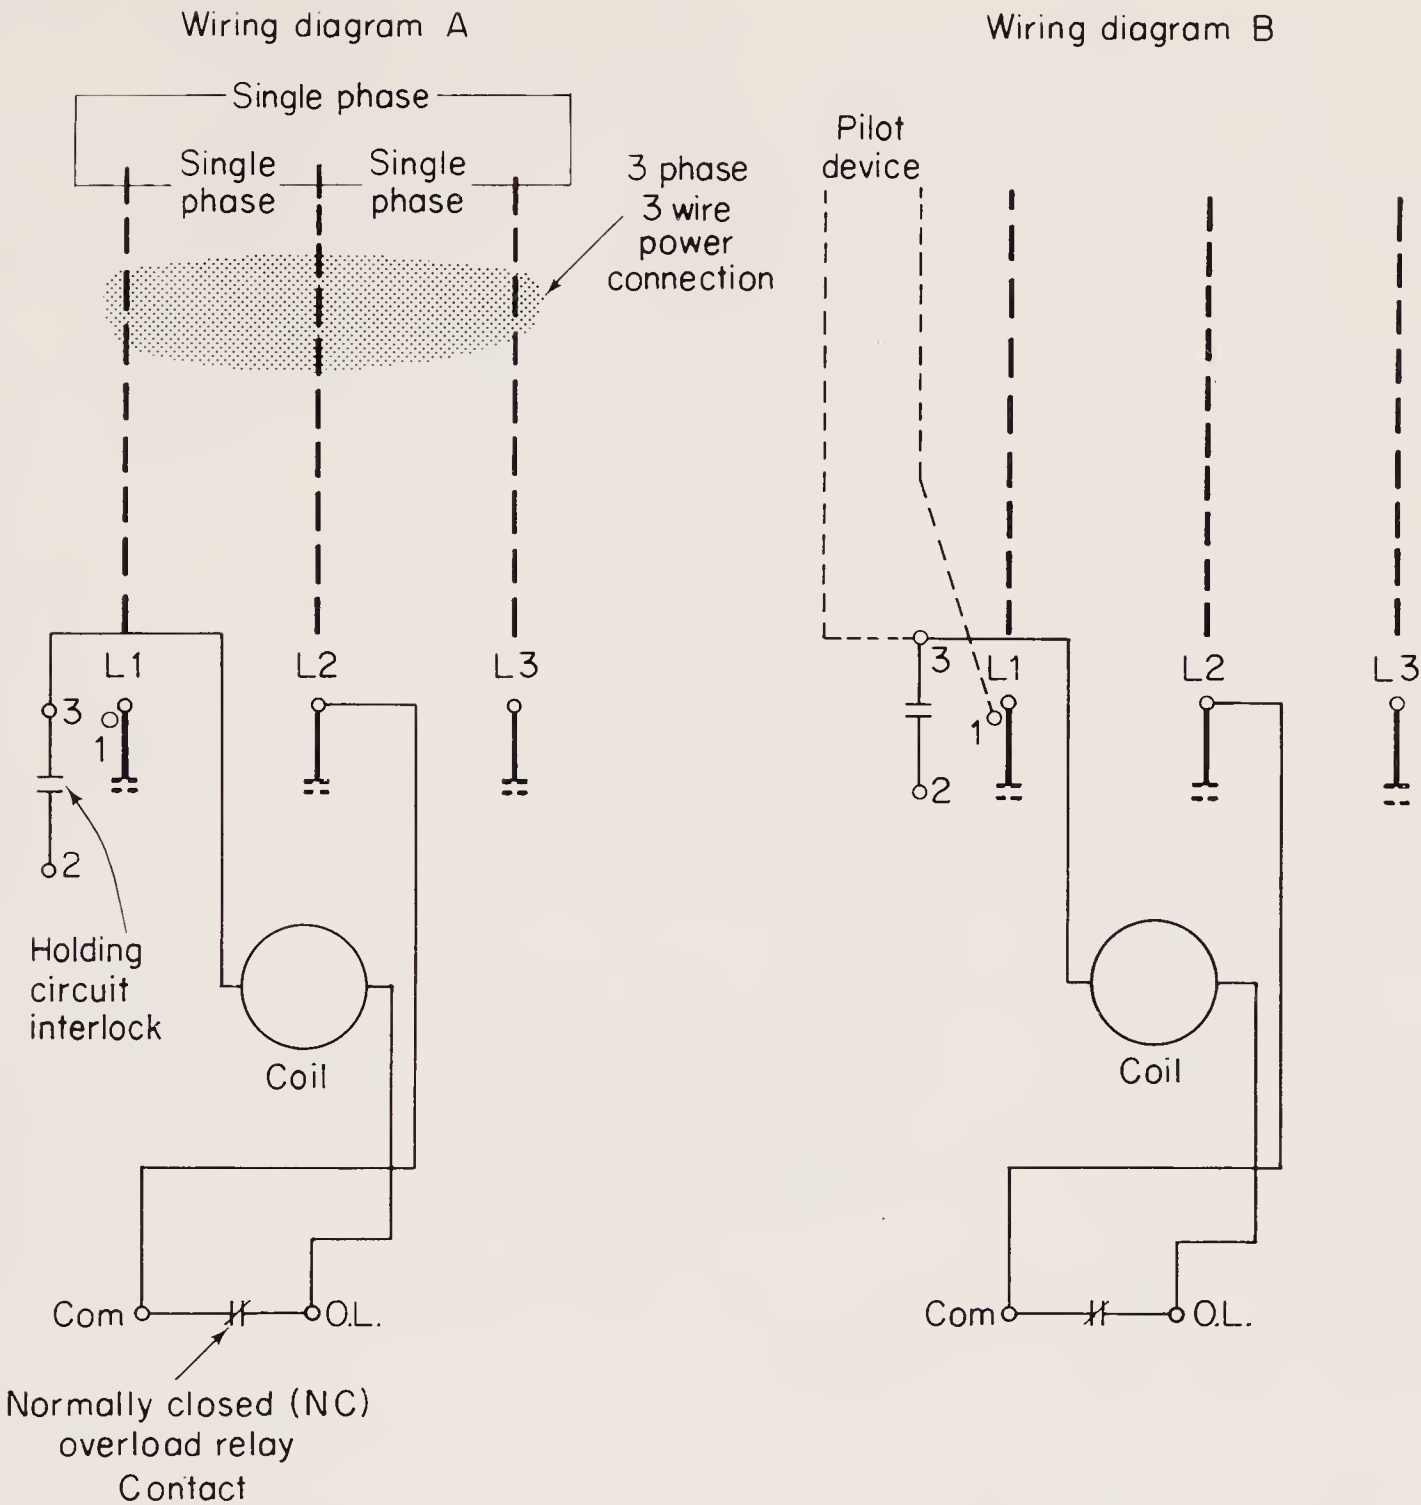 Wiring diagram A
Single phase
Single
phase
Single
phase
3 phase
3 wire
power
connection
L1
L2
L3
3
1
2
Holding
circuit
interlock
Coil
Com
O.L.
Normally closed (NC)
overload relay
Contact
Wiring diagram B
Pilot
device
3
L1
L2
L3
1
2
Coil
Com
O.L.